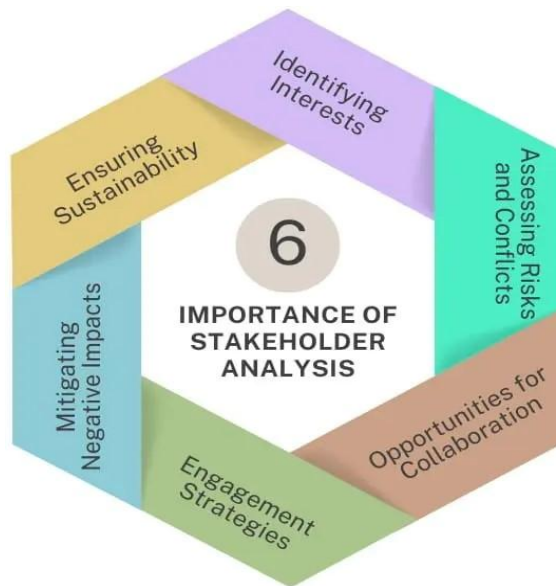 6
IMPORTANCE OF
STAKEHOLDER
ANALYSIS
Identifying
Interests
Assessing Risks
and Conflicts
Opportunities for
Collaboration
Engagement
Strategies
Mitigating
Negative Impacts
Ensuring
Sustainability